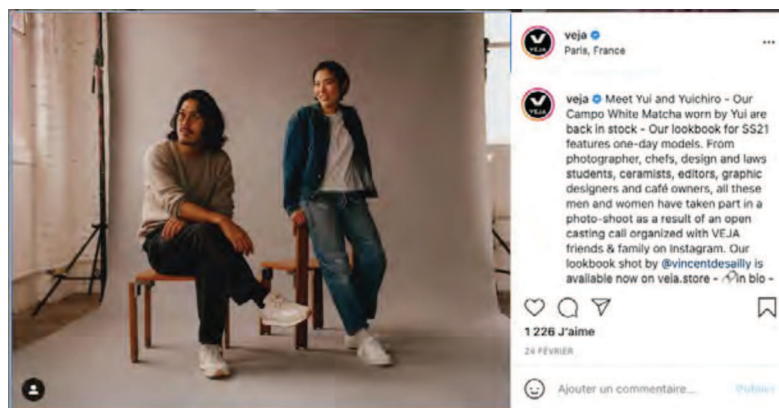 veja
Paris, France
VEJA
VEJA
veja Meet Yui and Yuichiro - Our
Campo White Matcha worn by Yui are
back in stock - Our lookbook for SS21
features one-day models. From
photographer, chefs, design and laws
students, ceramists, editors, graphic
designers and café owners, all these
men and women have taken part in a
photo-shoot as a result of an open
casting call organized with VEJA
friends & family on Instagram. Our
lookbook shot by @vincentdesailly is
available now on veja.store - in bio -
1 226 J'aime
24 FÉVRIER
Ajouter un commentaire...
Publier